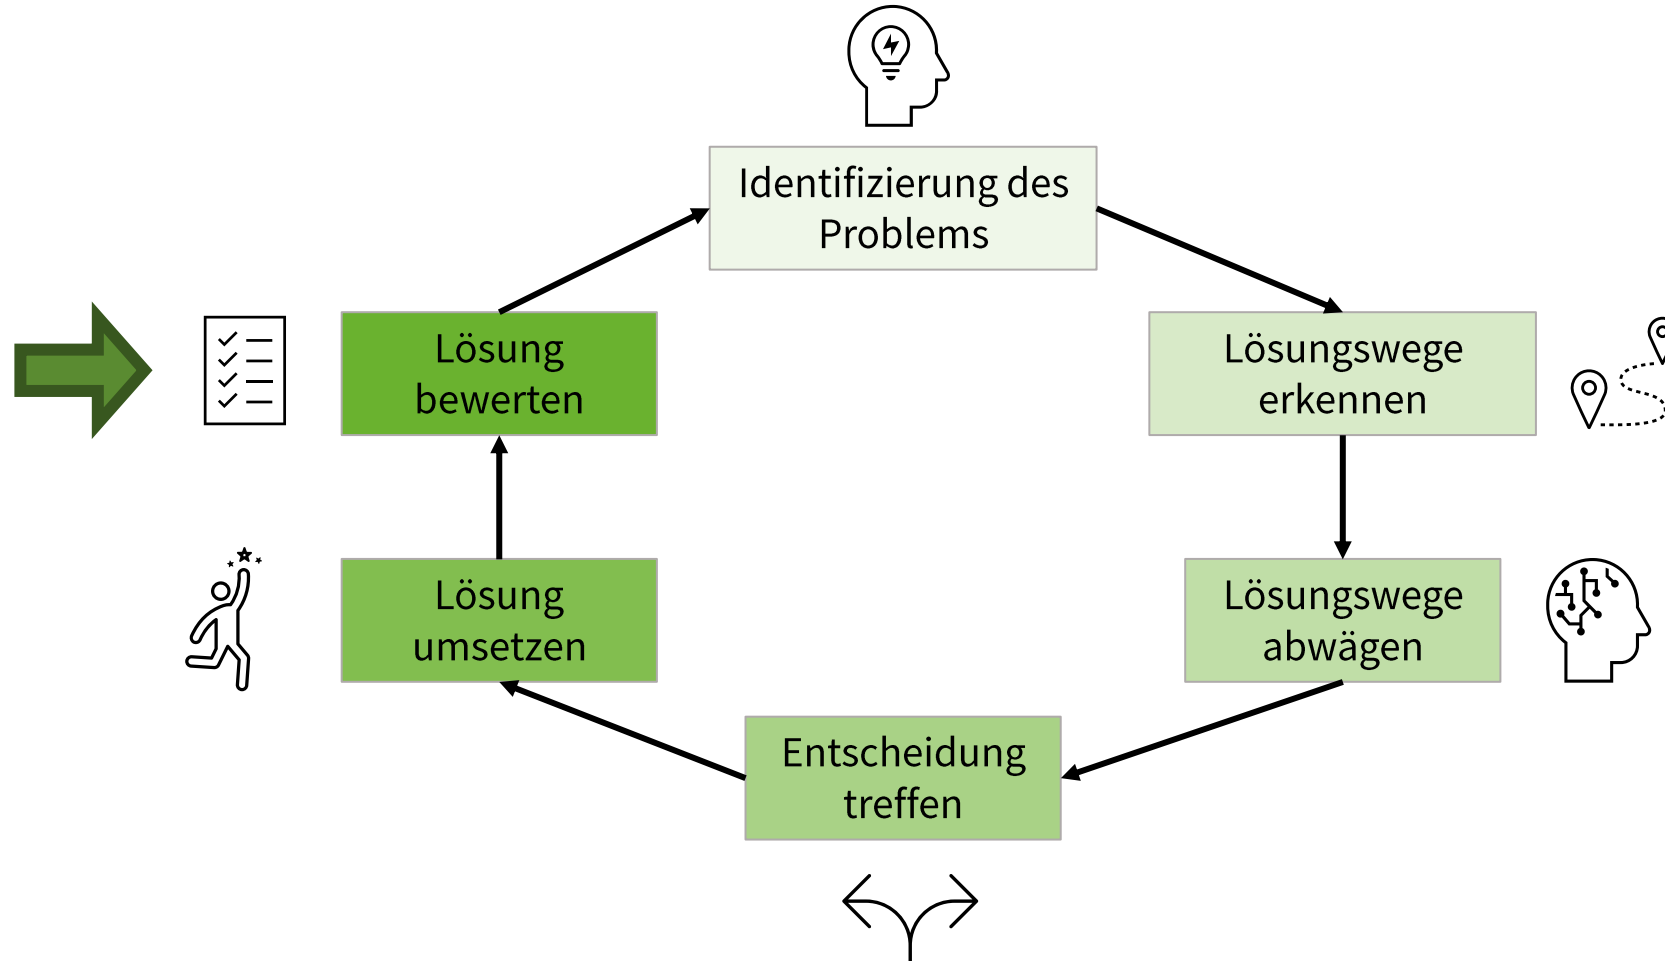 Identifizierung des
Problems
Lösungswege
erkennen
Lösungswege
abwägen
Entscheidung
treffen
Lösung
umsetzen
Lösung
bewerten